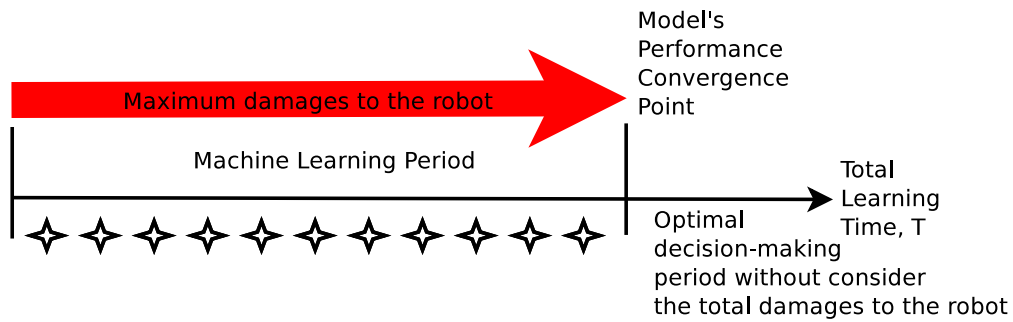 Model's
Performance
Convergence
Point
Maximum damages to the robot
Machine Learning Period
Total
Learning
Time, T
Optimal
decision-making
period without consider
the total damages to the robot